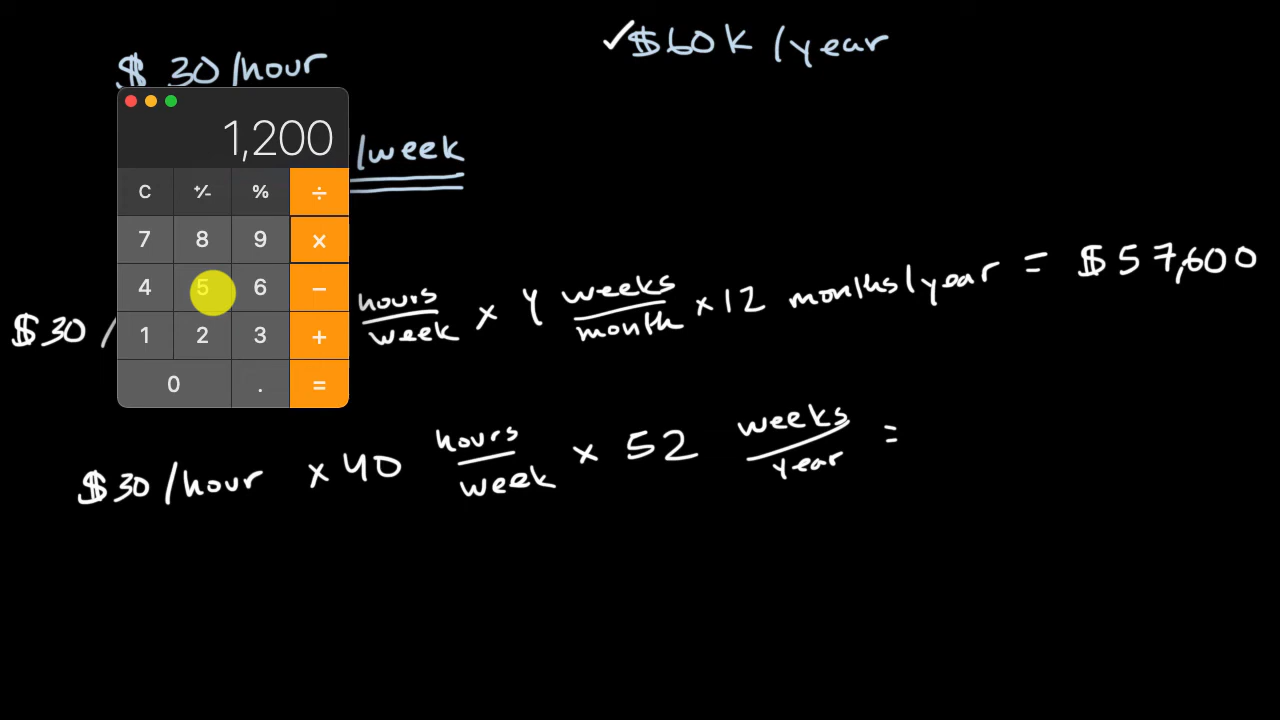 $60k/year
$30/hour
1,200
/week
C +/- % ÷
7 8 9 ×
4 5 6 −
1 2 3 +
0 . =
$30/ hours/week × 4 weeks/month × 12 months/year = $57,600
$30/hour × 40 hours/week × 52 weeks/year =